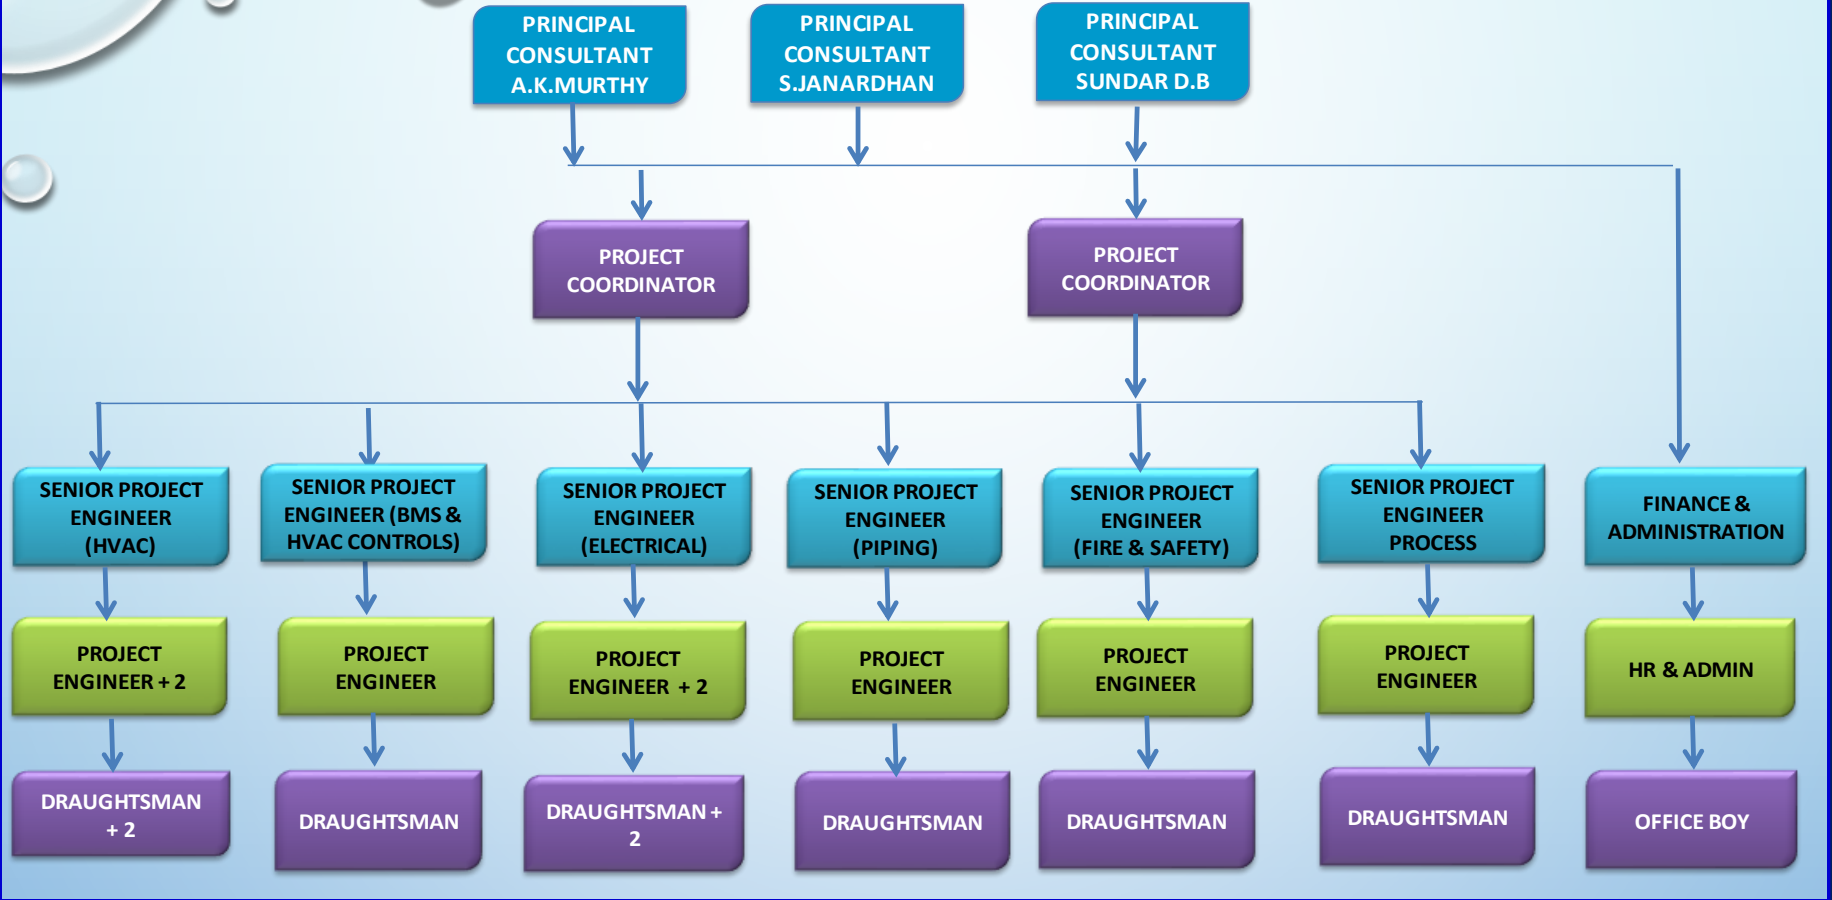 PRINCIPAL
CONSULTANT
A.K.MURTHY
PRINCIPAL
CONSULTANT
S.JANARDHAN
PRINCIPAL
CONSULTANT
SUNDAR D.B
PROJECT
COORDINATOR
PROJECT
COORDINATOR
SENIOR PROJECT
ENGINEER
(HVAC)
SENIOR PROJECT
ENGINEER (BMS &
HVAC CONTROLS)
SENIOR PROJECT
ENGINEER
(ELECTRICAL)
SENIOR PROJECT
ENGINEER
(PIPING)
SENIOR PROJECT
ENGINEER
(FIRE & SAFETY)
SENIOR PROJECT
ENGINEER
PROCESS
FINANCE &
ADMINISTRATION
PROJECT
ENGINEER + 2
PROJECT
ENGINEER
PROJECT
ENGINEER + 2
PROJECT
ENGINEER
PROJECT
ENGINEER
PROJECT
ENGINEER
HR & ADMIN
DRAUGHTSMAN
+ 2
DRAUGHTSMAN
DRAUGHTSMAN +
2
DRAUGHTSMAN
DRAUGHTSMAN
DRAUGHTSMAN
OFFICE BOY